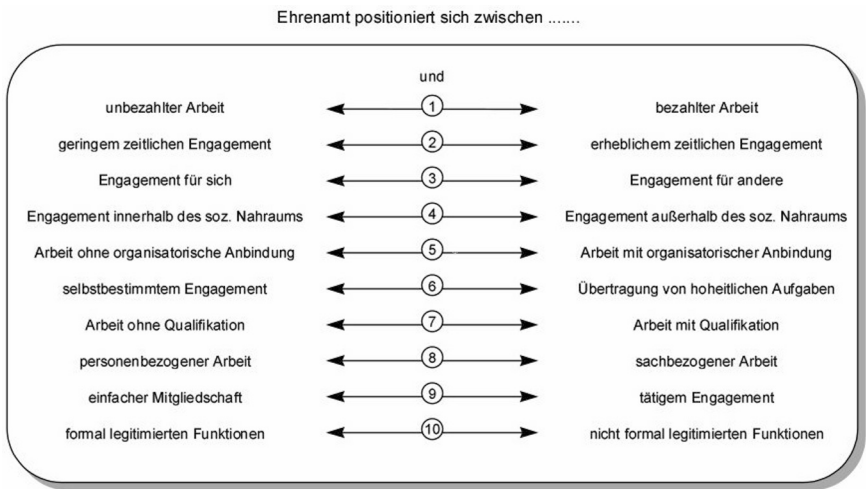 Ehrenamt positioniert sich zwischen .......
und
unbezahlter Arbeit 1 bezahlter Arbeit
geringem zeitlichen Engagement 2 erheblichem zeitlichen Engagement
Engagement für sich 3 Engagement für andere
Engagement innerhalb des soz. Nahraums 4 Engagement außerhalb des soz. Nahraums
Arbeit ohne organisatorische Anbindung 5 Arbeit mit organisatorischer Anbindung
selbstbestimmtem Engagement 6 Übertragung von hoheitlichen Aufgaben
Arbeit ohne Qualifikation 7 Arbeit mit Qualifikation
personenbezogener Arbeit 8 sachbezogener Arbeit
einfacher Mitgliedschaft 9 tätigem Engagement
formal legitimierten Funktionen 10 nicht formal legitimierten Funktionen